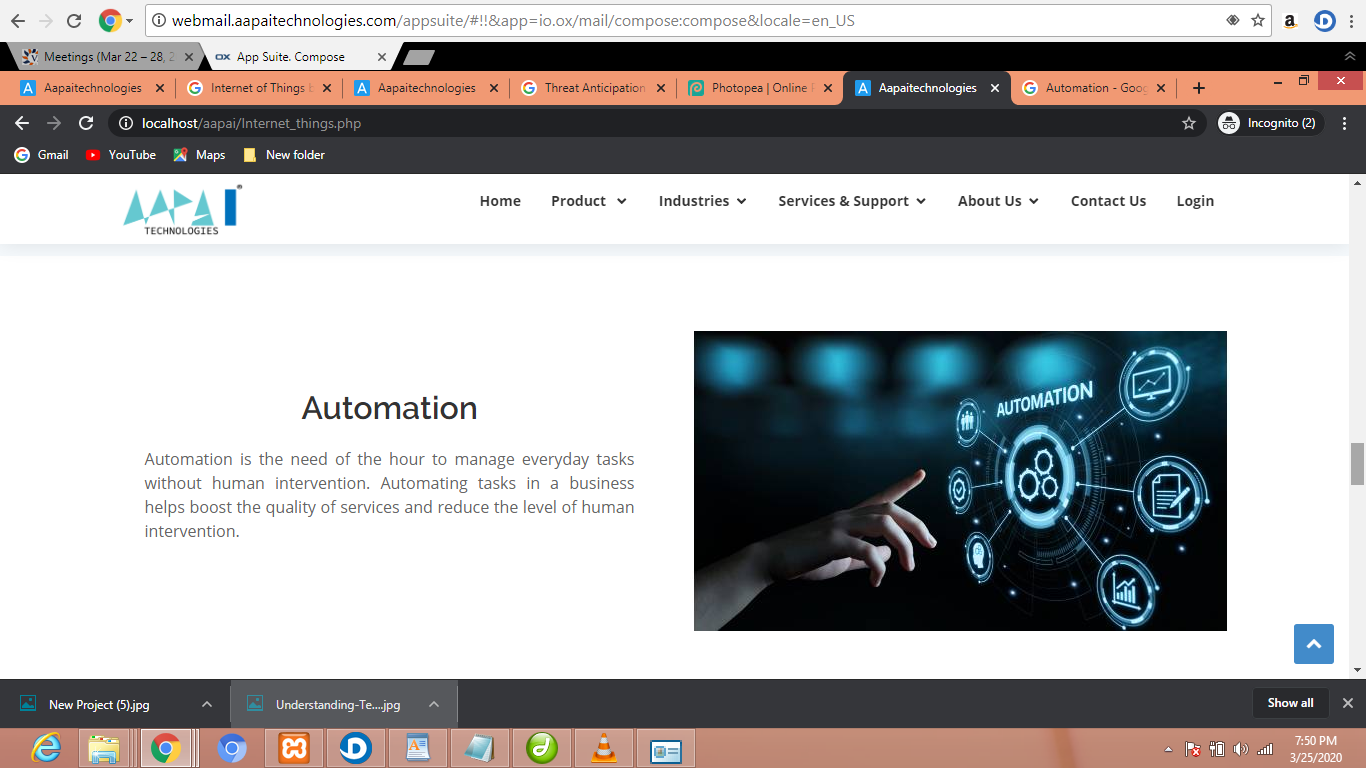 webmail.aapaitechnologies.com/appsuite/#!!&app=io.ox/mail/compose:compose&locale=en_US
Meetings (Mar 22 – 28, 2
App Suite. Compose
Aapaitechnologies
Internet of Things b
Aapaitechnologies
Threat Anticipation
Photopea | Online P
Aapaitechnologies
Automation - Goog
localhost/aapai/Internet_things.php
Incognito (2)
Gmail
YouTube
Maps
New folder
AAPAI
TECHNOLOGIES
Home
Product
Industries
Services & Support
About Us
Contact Us
Login
Automation
Automation is the need of the hour to manage everyday tasks
without human intervention. Automating tasks in a business
helps boost the quality of services and reduce the level of human
intervention.
AUTOMATION
New Project (5).jpg
Understanding-Te....jpg
Show all
7:50 PM
3/25/2020